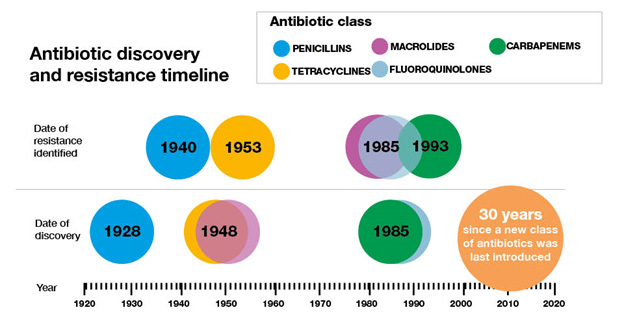 Antibiotic class
PENICILLINS
MACROLIDES
CARBAPENEMS
TETRACYCLINES
FLUOROQUINOLONES
Antibiotic discovery
and resistance timeline
Date of
resistance
identified
1940
1953
1985
1993
Date of
discovery
1928
1948
1985
30 years
since a new class
of antibiotics was
last introduced
Year
1920 1930 1940 1950 1960 1970 1980 1990 2000 2010 2020